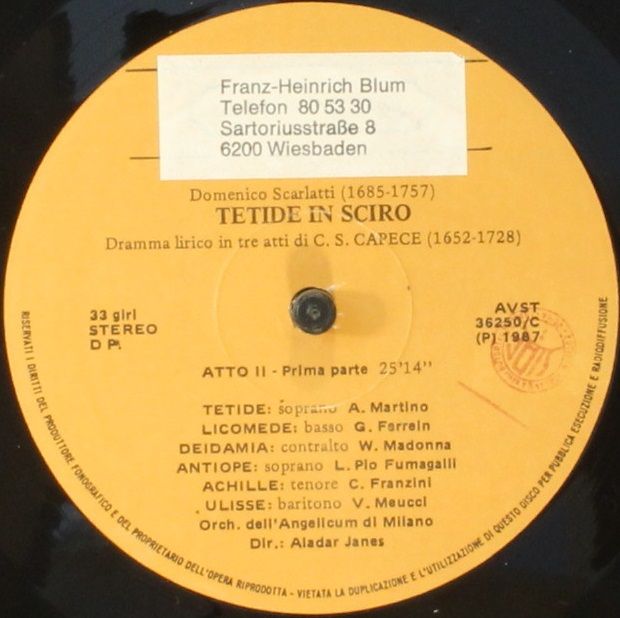 Franz-Heinrich Blum
Telefon 80 53 30
Sartoriusstraße 8
6200 Wiesbaden
Domenico Scarlatti (1685-1757)
TETIDE IN SCIRO
Dramma lirico in tre atti di C. S. CAPECE (1652-1728)
33 giri
STEREO
D P.
AVST
36250/C
(P) 1987
ATTO II - Prima parte 25'14''
TETIDE: soprano A. Martino
LICOMEDE: basso G. Ferrein
DEIDAMIA: contralto W. Madonna
ANTIOPE: soprano L. Pio Fumagalli
ACHILLE: tenore C. Franzini
ULISSE: baritono V. Meucci
Orch. dell'Angelicum di Milano
Dir.: Aladar Janes
RISERVATI I DIRITTI DEL PRODUTTORE FONOGRAFICO E DEL PROPRIETARIO DELL'OPERA RIPRODOTTA - VIETATA LA DUPLICAZIONE E L'UTILIZZAZIONE DI QUESTO DISCO PER PUBBLICA ESECUZIONE E RADIODIFFUSIONE